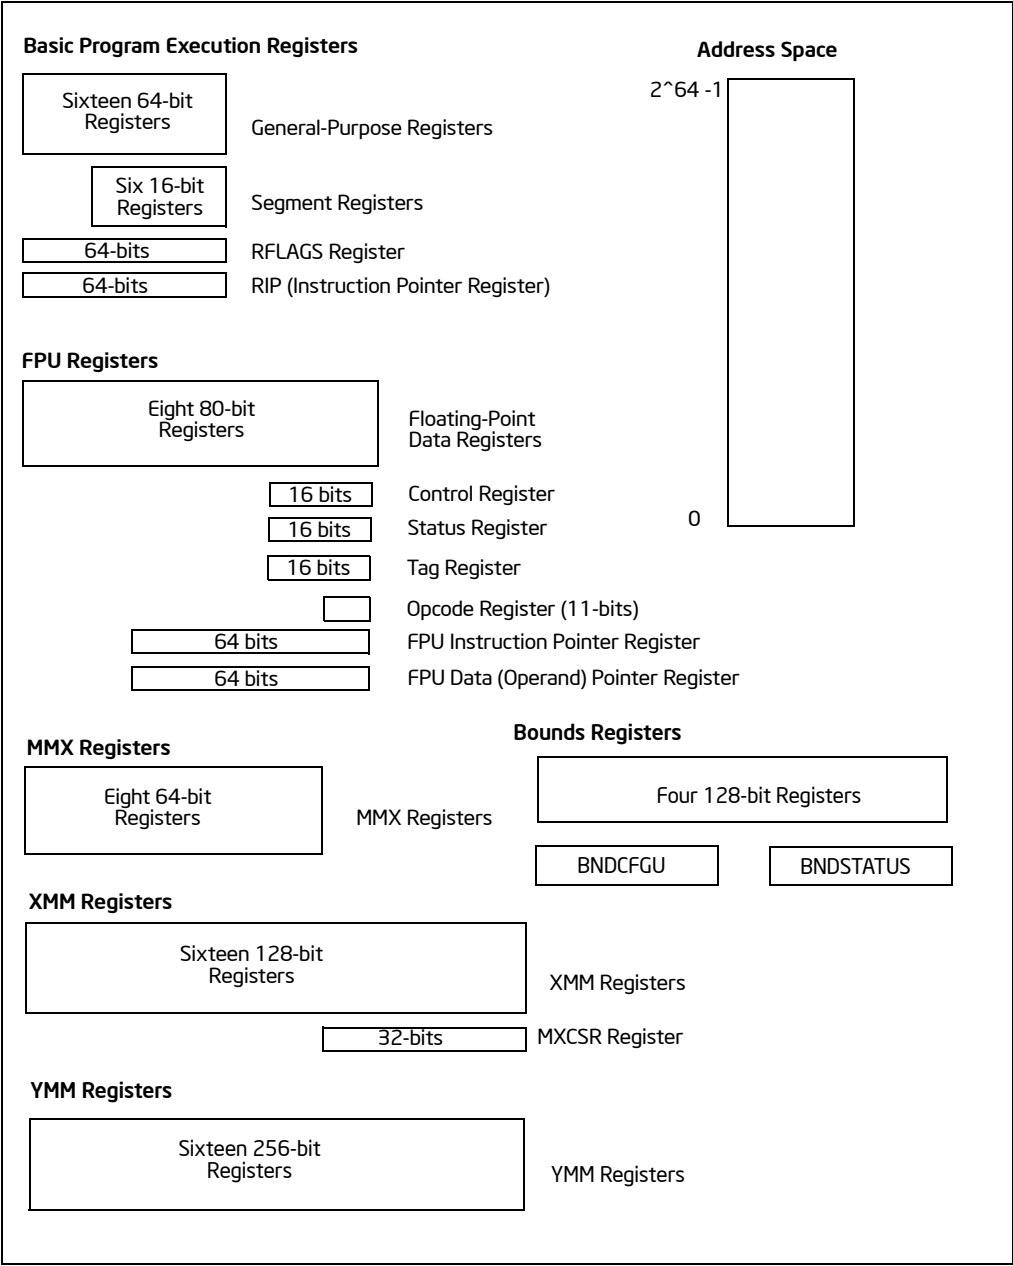 Basic Program Execution Registers
Address Space
2^64 -1
Sixteen 64-bit
Registers
General-Purpose Registers
Six 16-bit
Registers
Segment Registers
64-bits
RFLAGS Register
64-bits
RIP (Instruction Pointer Register)
0
FPU Registers
Eight 80-bit
Registers
Floating-Point
Data Registers
16 bits
Control Register
16 bits
Status Register
16 bits
Tag Register
Opcode Register (11-bits)
64 bits
FPU Instruction Pointer Register
64 bits
FPU Data (Operand) Pointer Register
MMX Registers
Eight 64-bit
Registers
MMX Registers
Bounds Registers
Four 128-bit Registers
BNDCFGU
BNDSTATUS
XMM Registers
Sixteen 128-bit
Registers
XMM Registers
32-bits
MXCSR Register
YMM Registers
Sixteen 256-bit
Registers
YMM Registers